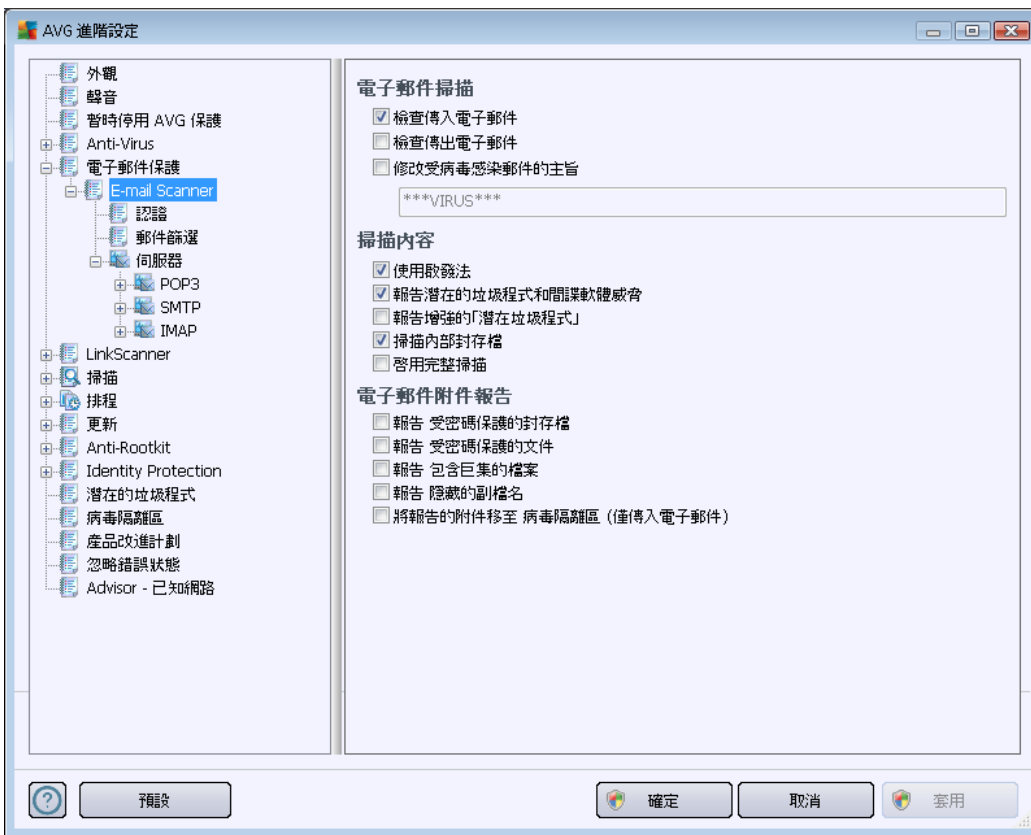 AVG 進階設定
外觀
聲音
暫時停用 AVG 保護
Anti-Virus
電子郵件保護
E-mail Scanner
認證
郵件篩選
伺服器
POP3
SMTP
IMAP
LinkScanner
掃描
排程
更新
Anti-Rootkit
Identity Protection
潛在的垃圾程式
病毒隔離區
產品改進計劃
忽略錯誤狀態
Advisor - 已知網路
電子郵件掃描
檢查傳入電子郵件
檢查傳出電子郵件
修改受病毒感染郵件的主旨
***VIRUS***
掃描內容
使用啟發法
報告潛在的垃圾程式和間諜軟體威脅
報告增強的「潛在垃圾程式」
掃描內部封存檔
啟用完整掃描
電子郵件附件報告
報告 受密碼保護的封存檔
報告 受密碼保護的文件
報告 包含巨集的檔案
報告 隱藏的副檔名
將報告的附件移至 病毒隔離區 (僅傳入電子郵件)
預設
確定
取消
套用